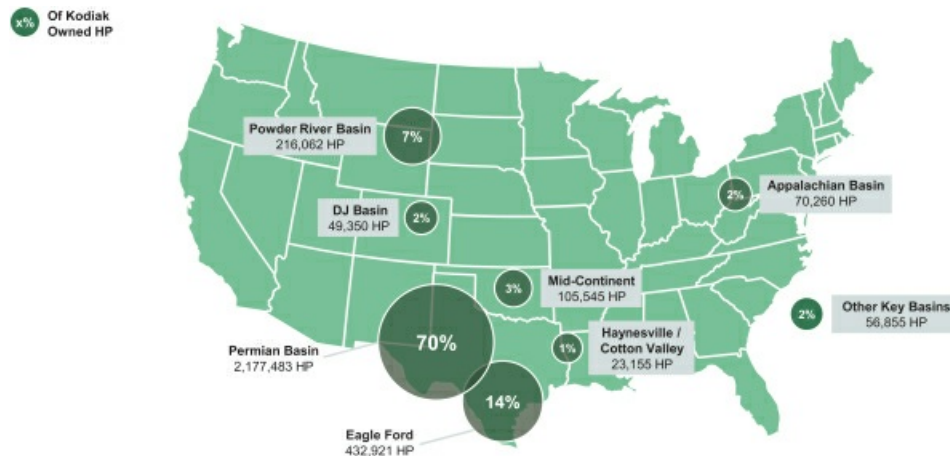 x%
Of Kodiak
Owned HP
Powder River Basin
216,062 HP
7%
DJ Basin
49,350 HP
2%
2%
Appalachian Basin
70,260 HP
3%
Mid-Continent
105,545 HP
2%
Other Key Basins
56,855 HP
1%
Haynesville /
Cotton Valley
23,155 HP
Permian Basin
2,177,483 HP
70%
14%
Eagle Ford
432,921 HP